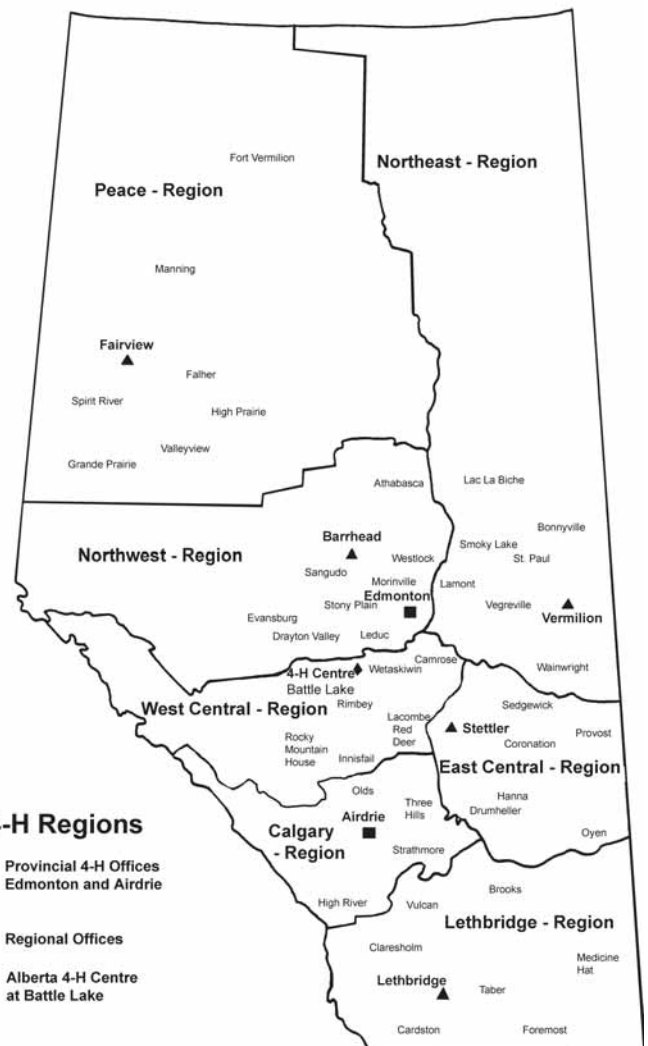 Fort Vermilion
Northeast - Region
Peace - Region
Manning
Fairview
Falher
Spirit River
High Prairie
Valleyview
Grande Prairie
Athabasca
Lac La Biche
Bonnyville
Barrhead
Northwest - Region
Smoky Lake
Westlock
St. Paul
Sangudo
Morinville
Lamont
Edmonton
Stony Plain
Vegreville
Vermilion
Evansburg
Drayton Valley
Leduc
Camrose
Wainwright
4-H Centre
Battle Lake
Wetaskiwin
Rimbey
West Central - Region
Sedgewick
Lacombe
Red
Deer
Stettler
Provost
Coronation
Rocky
Mountain
House
Innisfail
East Central - Region
Olds
Hanna
Three
Hills
Drumheller
Airdrie
Calgary
- Region
Oyen
Strathmore
-H Regions
Provincial 4-H Offices
Edmonton and Airdrie
Brooks
High River
Vulcan
Lethbridge - Region
Regional Offices
Claresholm
Medicine
Hat
Alberta 4-H Centre
at Battle Lake
Lethbridge
Taber
Cardston
Foremost